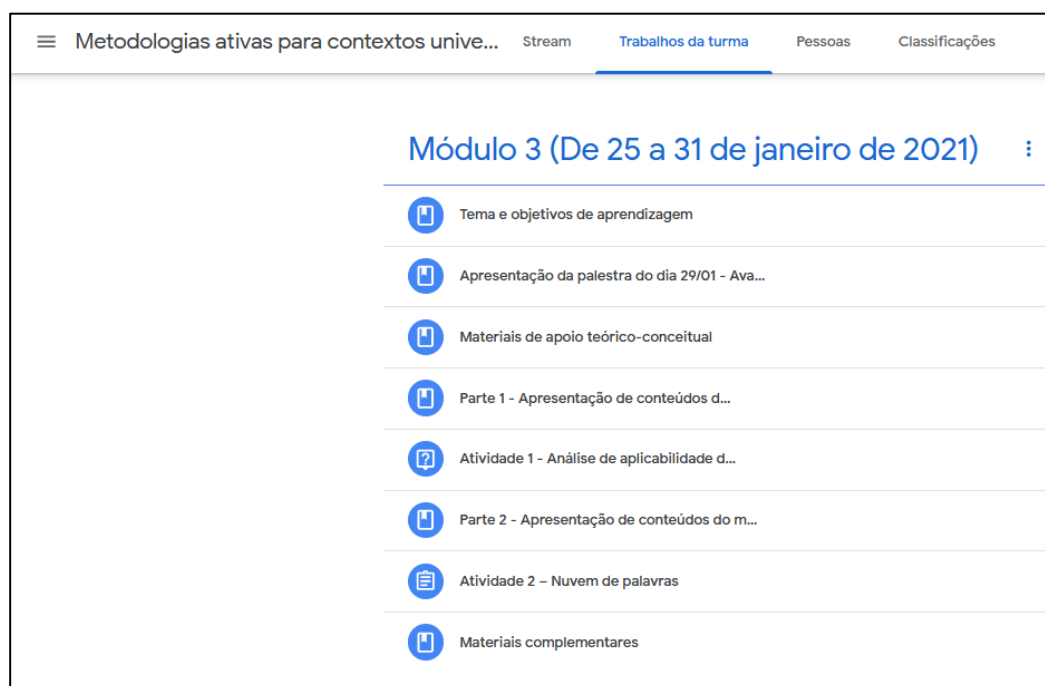 Metodologias ativas para contextos unive... Stream Trabalhos da turma Pessoas Classificações
Módulo 3 (De 25 a 31 de janeiro de 2021)
Tema e objetivos de aprendizagem
Apresentação da palestra do dia 29/01 - Ava...
Materiais de apoio teórico-conceitual
Parte 1 - Apresentação de conteúdos d...
Atividade 1 - Análise de aplicabilidade d...
Parte 2 - Apresentação de conteúdos do m...
Atividade 2 – Nuvem de palavras
Materiais complementares